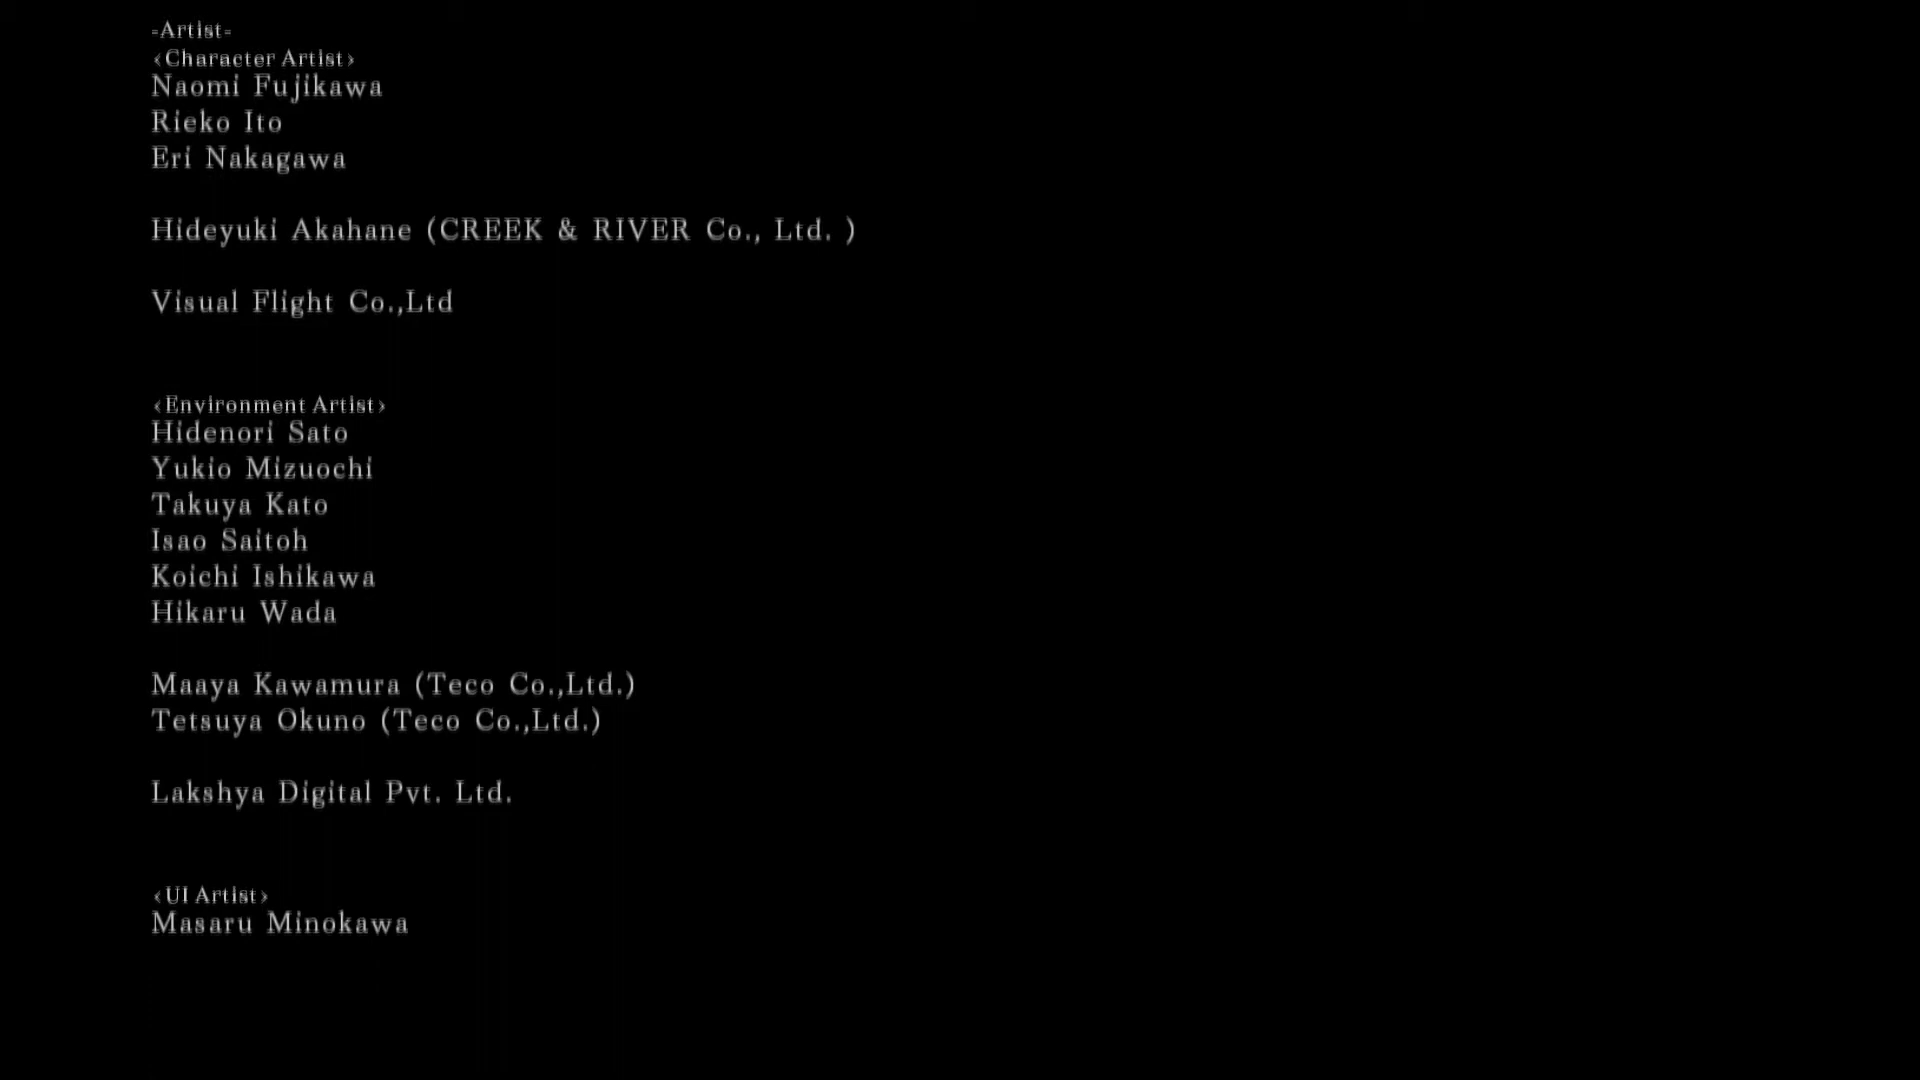 -Artist-
‹Character Artist›
Naomi Fujikawa
Rieko Ito
Eri Nakagawa
Hideyuki Akahane (CREEK & RIVER Co., Ltd. )
Visual Flight Co.,Ltd
‹Environment Artist›
Hidenori Sato
Yukio Mizuochi
Takuya Kato
Isao Saitoh
Koichi Ishikawa
Hikaru Wada
Maaya Kawamura (Teco Co.,Ltd.)
Tetsuya Okuno (Teco Co.,Ltd.)
Lakshya Digital Pvt. Ltd.
‹UI Artist›
Masaru Minokawa